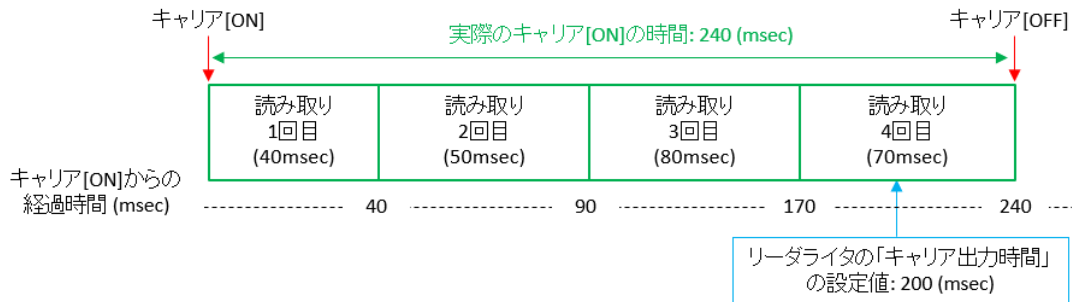 キャリア[ON]
キャリア[OFF]
実際のキャリア[ON]の時間: 240 (msec)
読み取り
1回目
(40msec)
読み取り
2回目
(50msec)
読み取り
3回目
(80msec)
読み取り
4回目
(70msec)
キャリア[ON]からの
経過時間 (msec)
40
90
170
240
リーダライタの「キャリア出力時間」
の設定値: 200 (msec)